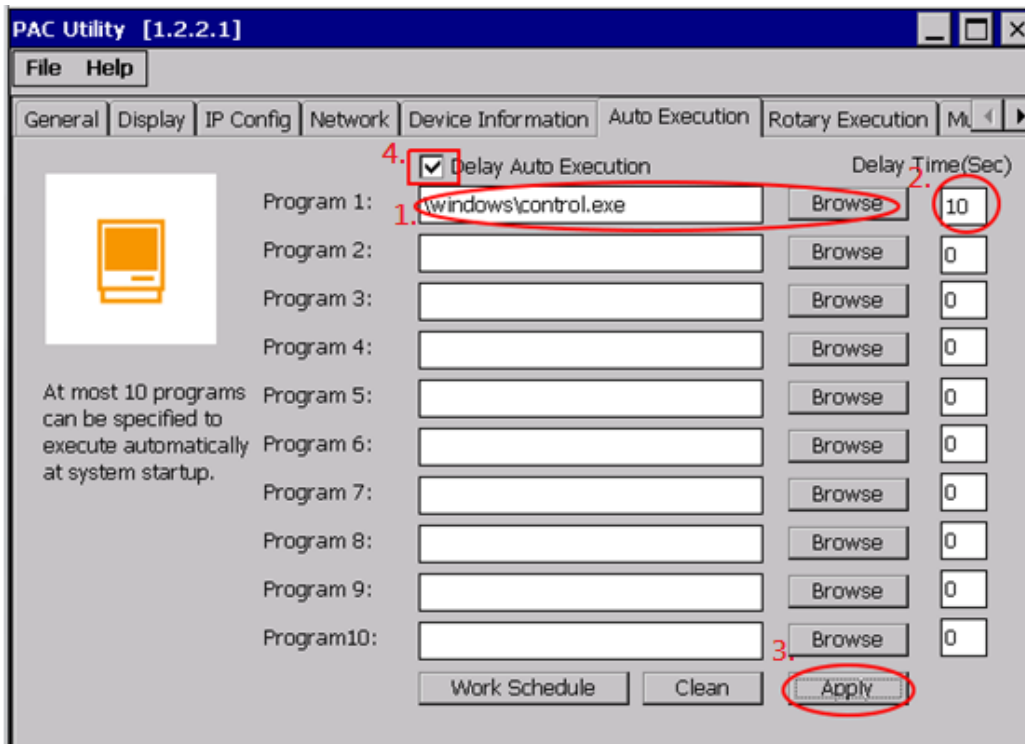 PAC Utility [1.2.2.1]
File Help
General Display IP Config Network Device Information Auto Execution Rotary Execution
4. Delay Auto Execution Delay Time(Sec)
2.
Program 1: \windows\control.exe Browse 10
1.
Program 2: Browse 0
Program 3: Browse 0
Program 4: Browse 0
At most 10 programs
can be specified to
execute automatically
at system startup.
Program 5: Browse 0
Program 6: Browse 0
Program 7: Browse 0
Program 8: Browse 0
Program 9: Browse 0
Program10: Browse 0
3.
Work Schedule Clean Apply